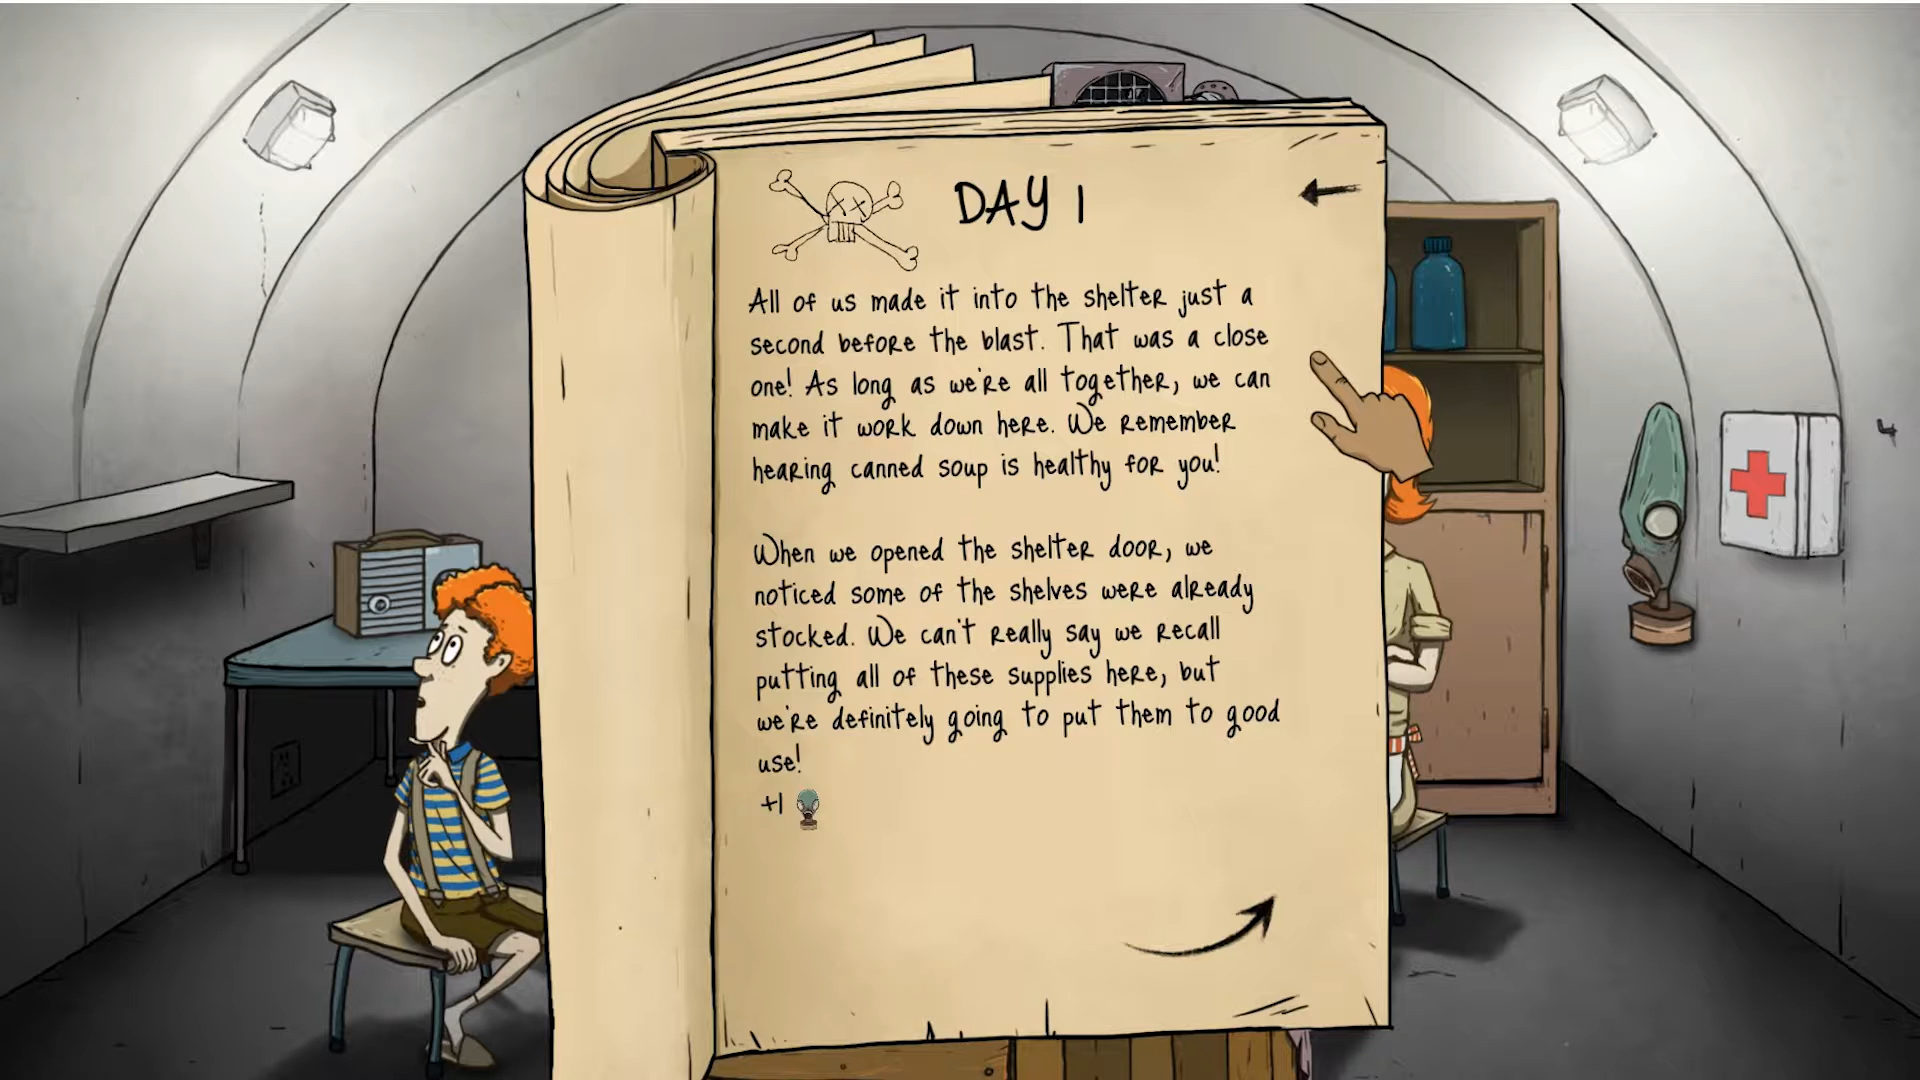 DAY 1
All of us made it into the shelter just a
second before the blast. That was a close
one! As long as we're all together, we can
make it work down here. We remember
hearing canned soup is healthy for you!
When we opened the shelter door, we
noticed some of the shelves were already
stocked. We can't really say we recall
putting all of these supplies here, but
we're definitely going to put them to good
use!
+1